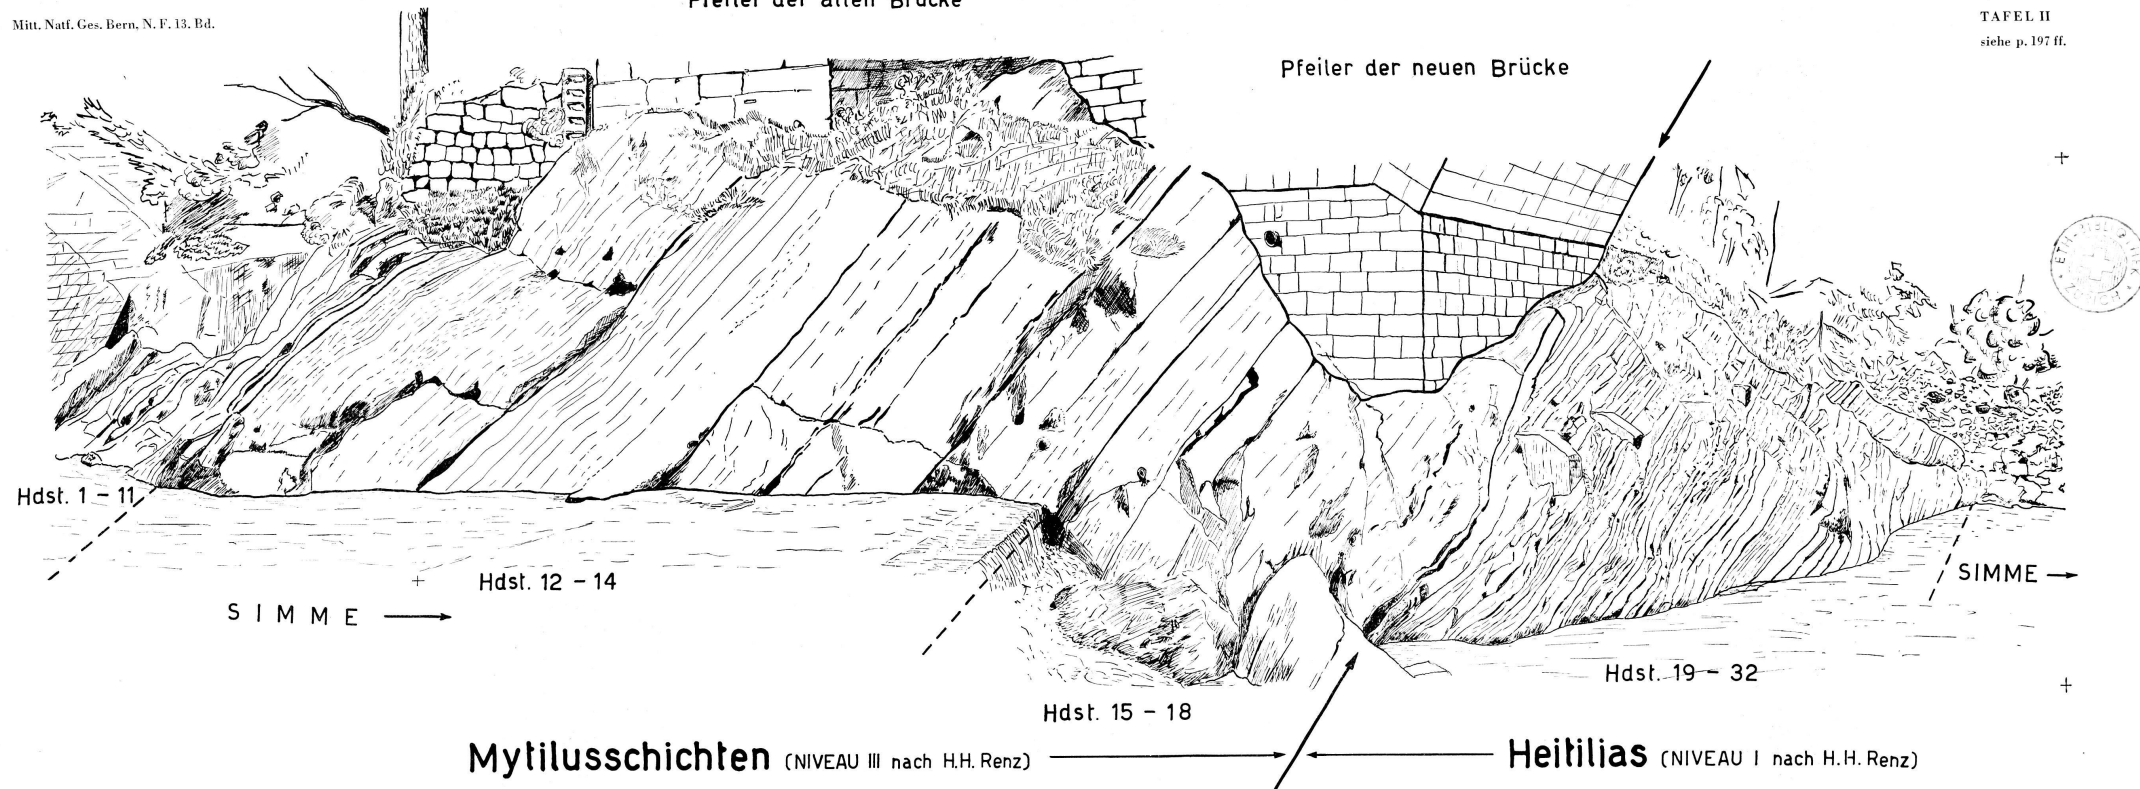 Pfeiler der alten Brücke
Mitt. Natf. Ges. Bern, N. F. 13. Bd.
TAFEL II
siehe p. 197 ff.
Pfeiler der neuen Brücke
Hdst. 1 – 11
Hdst. 12 – 14
SIMME
SIMME
Hdst. 19 – 32
Hdst. 15 – 18
Mytilusschichten (NIVEAU III nach H.H. Renz)
Heitilias (NIVEAU I nach H.H. Renz)